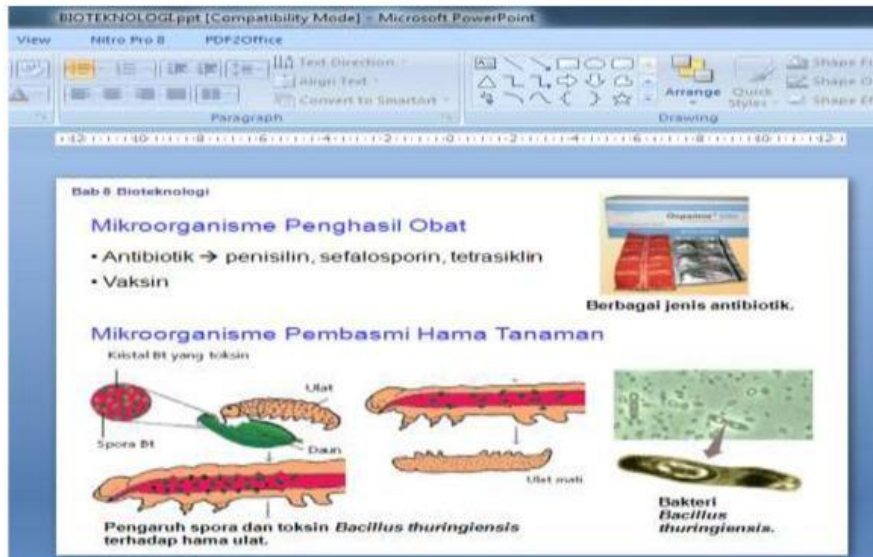 BIOTEKNOLOGI.ppt [Compatibility Mode] - Microsoft PowerPoint
View Nitro Pro 8 PDF2Office
Text Direction
Align Text
Convert to SmartArt
Paragraph
Arrange
Quick Styles
Drawing
Bab 8 Bioteknologi
Mikroorganisme Penghasil Obat
• Antibiotik → penisilin, sefalosporin, tetrasiklin
• Vaksin
Berbagai jenis antibiotik.
Mikroorganisme Pembasmi Hama Tanaman
Kristal Bt yang toksin
Ulat
Spora Bt
Daun
Ulat mati
Pengaruh spora dan toksin Bacillus thuringiensis
terhadap hama ulat.
Bakteri
Bacillus
thuringiensis.